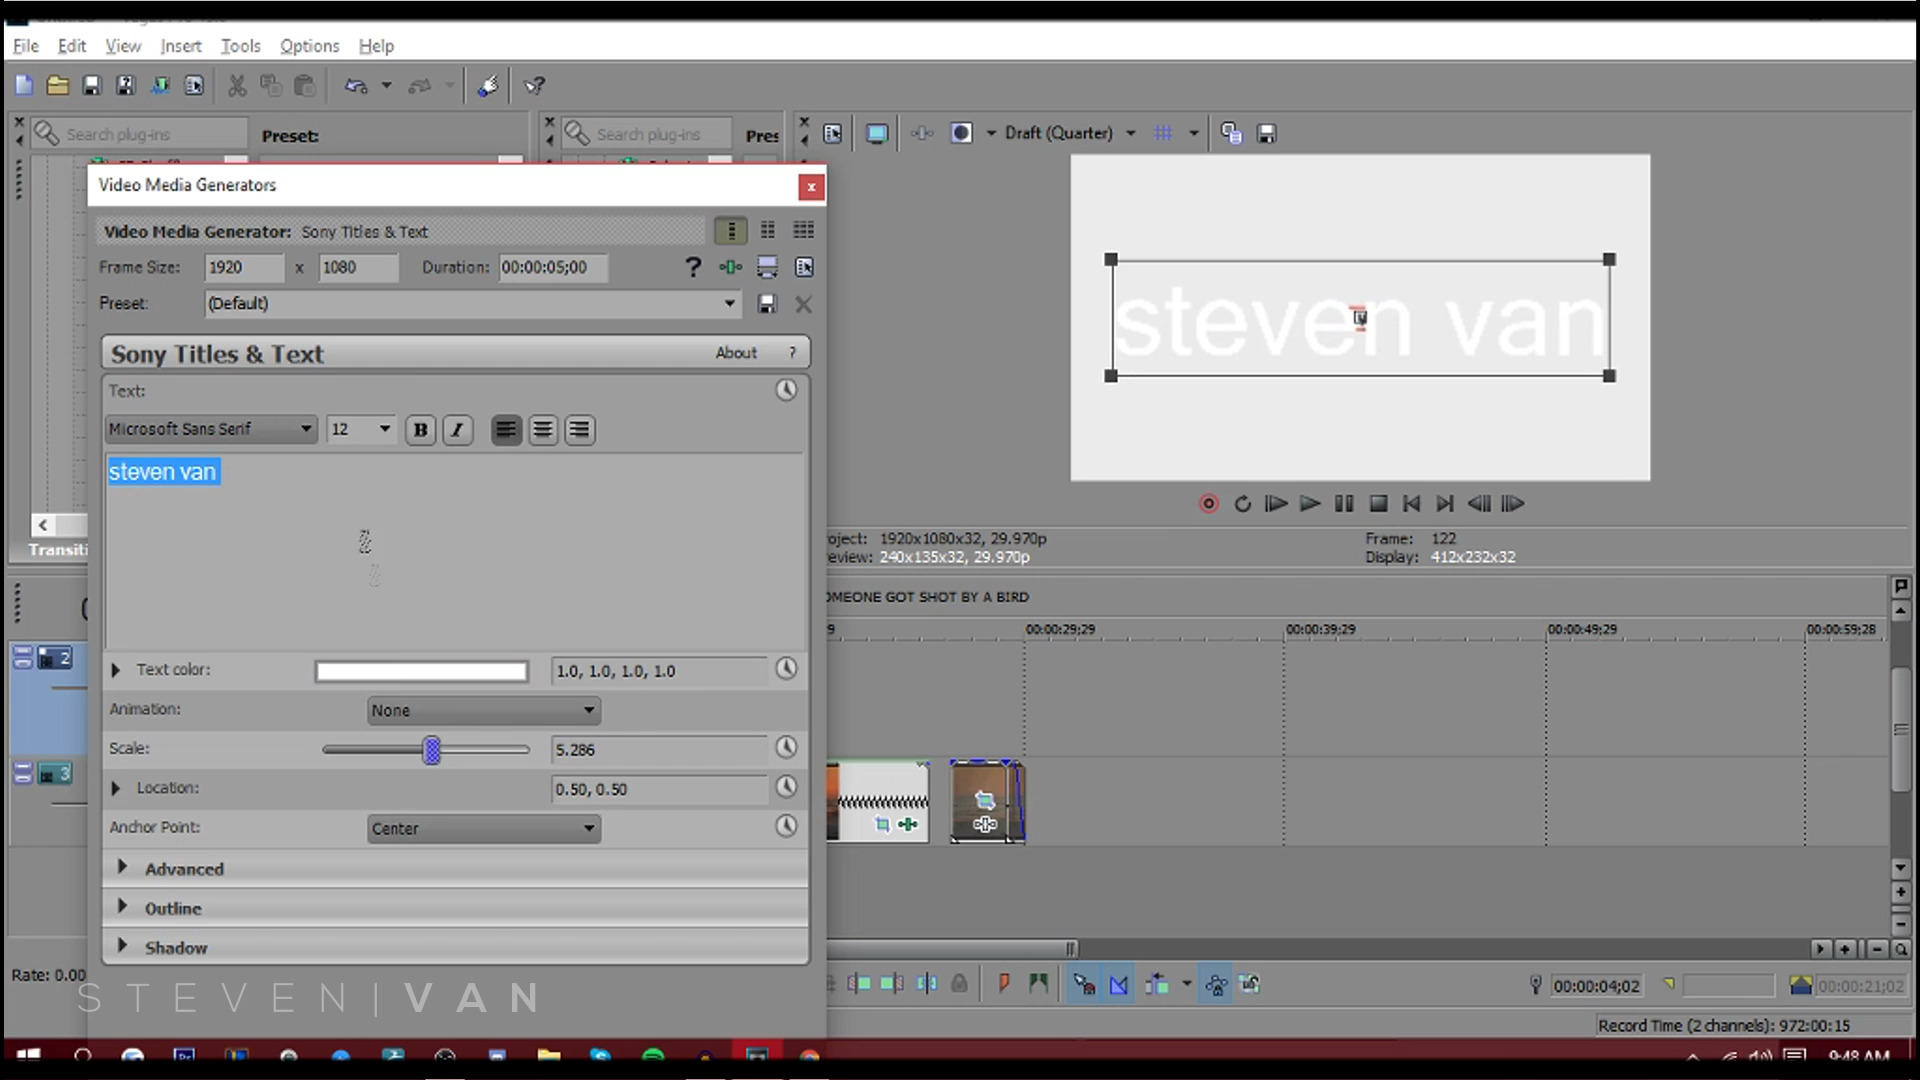 File Edit View Insert Tools Options Help
Search plug-ins Preset:
Search plug-ins Pres
Draft (Quarter)
Video Media Generators
Video Media Generator: Sony Titles & Text
Frame Size: 1920 x 1080 Duration: 00:00:05;00 ?
Preset: (Default)
Sony Titles & Text About ?
Text:
Microsoft Sans Serif 12 B I
steven van
steven van
Transiti
oject: 1920x1080x32, 29.970p
eview: 240x135x32, 29.970p
Frame: 122
Display: 412x232x32
OMEONE GOT SHOT BY A BIRD
9 00:00:29;29 00:00:39;29 00:00:49;29 00:00:59;28
2
3
Text color: 1.0, 1.0, 1.0, 1.0
Animation: None
Scale: 5.286
Location: 0.50, 0.50
Anchor Point: Center
Advanced
Outline
Shadow
Rate: 0.00
STEVEN|VAN
00:00:04;02 00:00:21;02
Record Time (2 channels): 972:00:15
9:48 AM